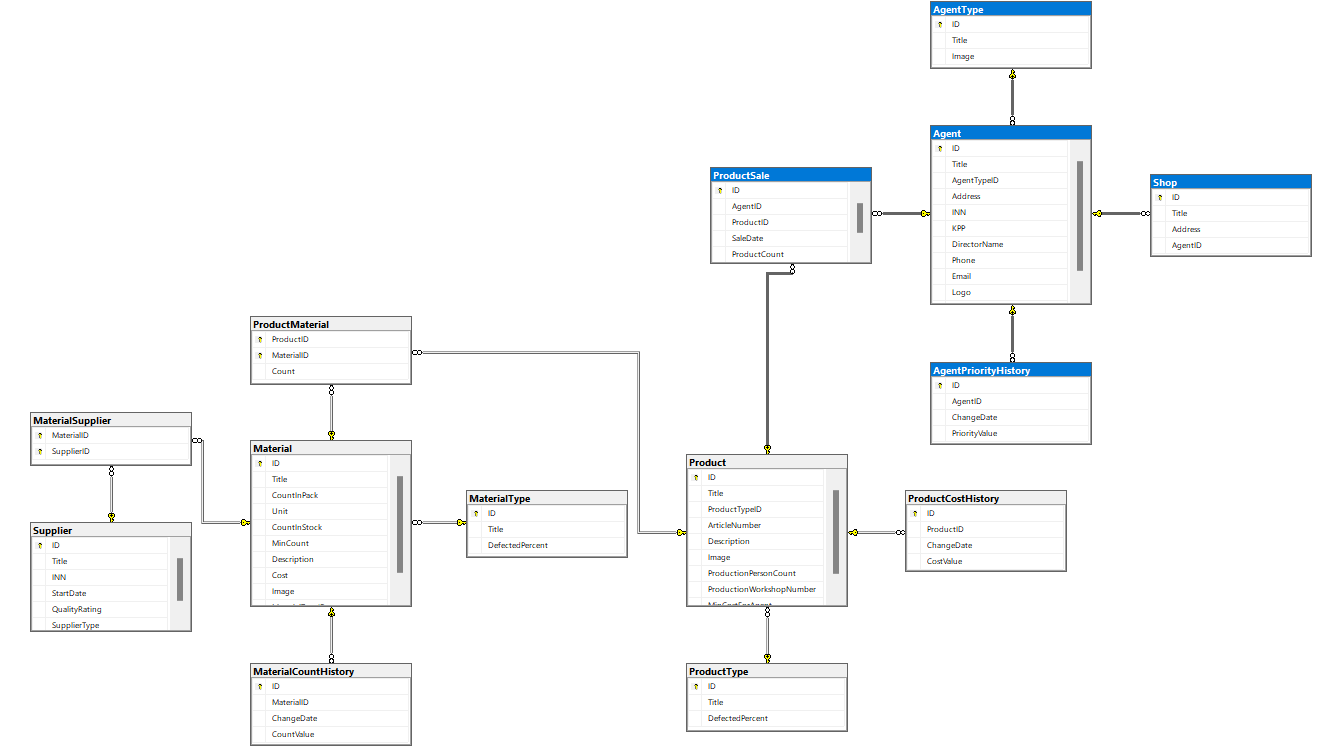 AgentType
ID
Title
Image
Agent
ID
Title
AgentTypeID
Address
INN
KPP
DirectorName
Phone
Email
Logo
ProductSale
ID
AgentID
ProductID
SaleDate
ProductCount
Shop
ID
Title
Address
AgentID
AgentPriorityHistory
ID
AgentID
ChangeDate
PriorityValue
ProductMaterial
ProductID
MaterialID
Count
MaterialSupplier
MaterialID
SupplierID
Supplier
ID
Title
INN
StartDate
QualityRating
SupplierType
Material
ID
Title
CountInPack
Unit
CountInStock
MinCount
Description
Cost
Image
MaterialType
ID
Title
DefectedPercent
Product
ID
Title
ProductTypeID
ArticleNumber
Description
Image
ProductionPersonCount
ProductionWorkshopNumber
MinCostForAgent
ProductCostHistory
ID
ProductID
ChangeDate
CostValue
MaterialCountHistory
ID
MaterialID
ChangeDate
CountValue
ProductType
ID
Title
DefectedPercent